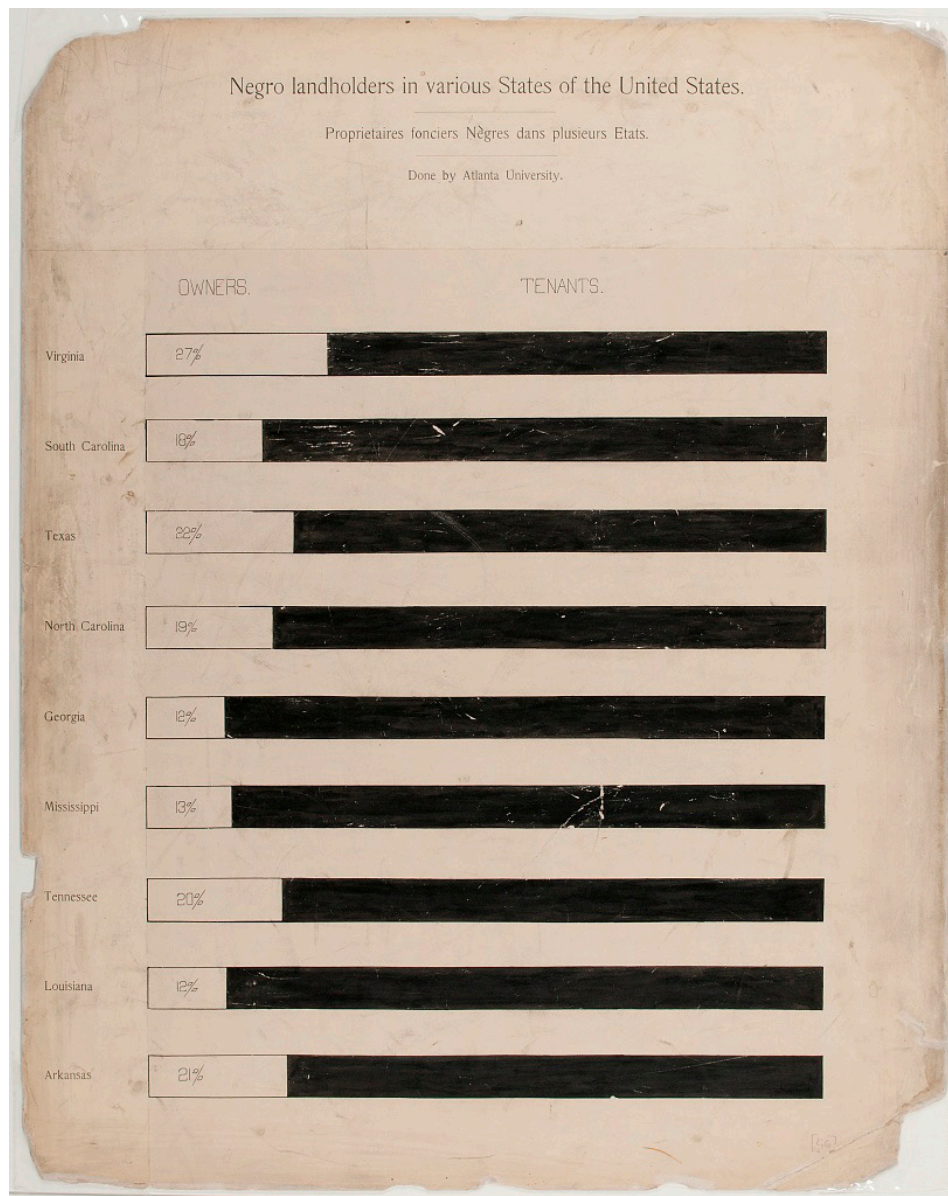 Negro landholders in various States of the United States.
Proprietaires fonciers Nègres dans plusieurs Etats.
Done by Atlanta University.
OWNERS. TENANTS.
Virginia 27%
South Carolina 18%
Texas 22%
North Carolina 19%
Georgia 12%
Mississippi 13%
Tennessee 20%
Louisiana 12%
Arkansas 21%